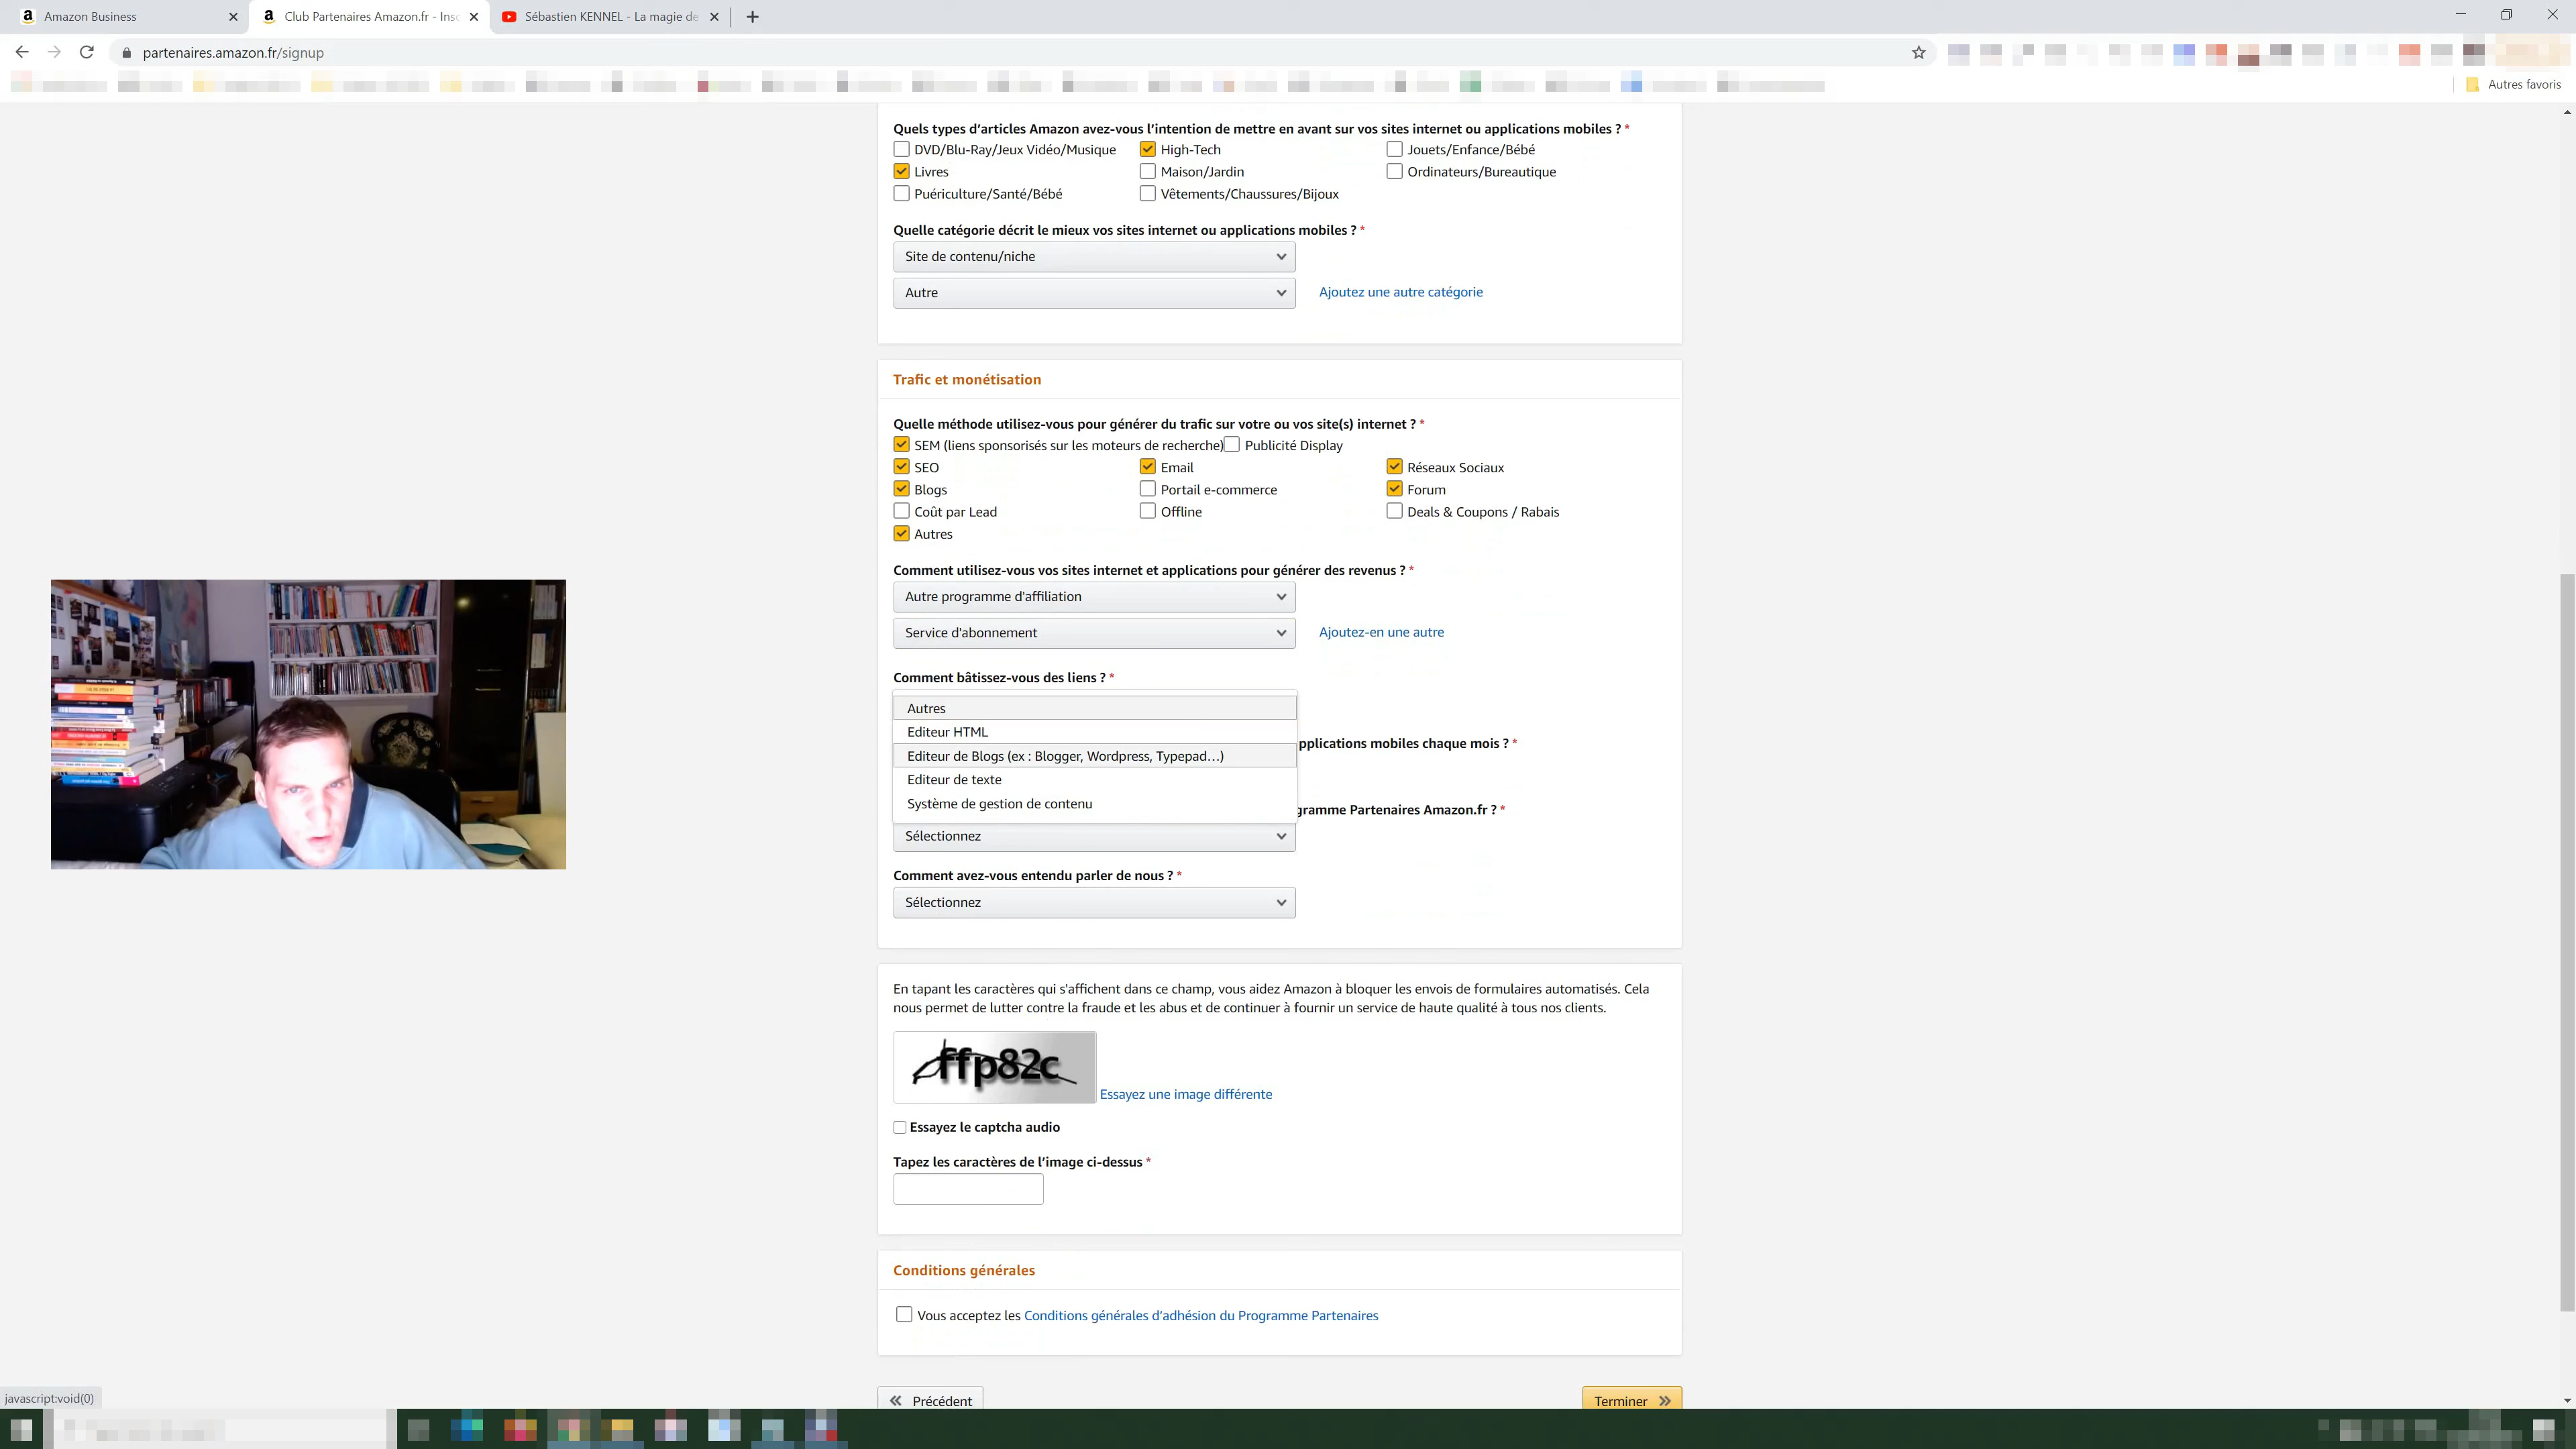 Amazon Business
Club Partenaires Amazon.fr - Insc
Sébastien KENNEL - La magie de
partenaires.amazon.fr/signup
Autres favoris
Quels types d'articles Amazon avez-vous l'intention de mettre en avant sur vos sites internet ou applications mobiles ? *
DVD/Blu-Ray/Jeux Vidéo/Musique High-Tech Jouets/Enfance/Bébé
Livres Maison/Jardin Ordinateurs/Bureautique
Puériculture/Santé/Bébé Vêtements/Chaussures/Bijoux
Quelle catégorie décrit le mieux vos sites internet ou applications mobiles ? *
Site de contenu/niche
Autre Ajoutez une autre catégorie
Trafic et monétisation
Quelle méthode utilisez-vous pour générer du trafic sur votre ou vos site(s) internet ? *
SEM (liens sponsorisés sur les moteurs de recherche) Publicité Display
SEO Email Réseaux Sociaux
Blogs Portail e-commerce Forum
Coût par Lead Offline Deals & Coupons / Rabais
Autres
Comment utilisez-vous vos sites internet et applications pour générer des revenus ? *
Autre programme d'affiliation
Service d'abonnement Ajoutez-en une autre
Comment bâtissez-vous des liens ? *
Autres
Editeur HTML
pplications mobiles chaque mois ? *
Editeur de Blogs (ex : Blogger, Wordpress, Typepad...)
Editeur de texte
Système de gestion de contenu
gramme Partenaires Amazon.fr ? *
Sélectionnez
Comment avez-vous entendu parler de nous ? *
Sélectionnez
En tapant les caractères qui s'affichent dans ce champ, vous aidez Amazon à bloquer les envois de formulaires automatisés. Cela
nous permet de lutter contre la fraude et les abus et de continuer à fournir un service de haute qualité à tous nos clients.
ffp82c
Essayez une image différente
Essayez le captcha audio
Tapez les caractères de l'image ci-dessus *
Conditions générales
Vous acceptez les Conditions générales d'adhésion du Programme Partenaires
javascript:void(0)
Précédent Terminer